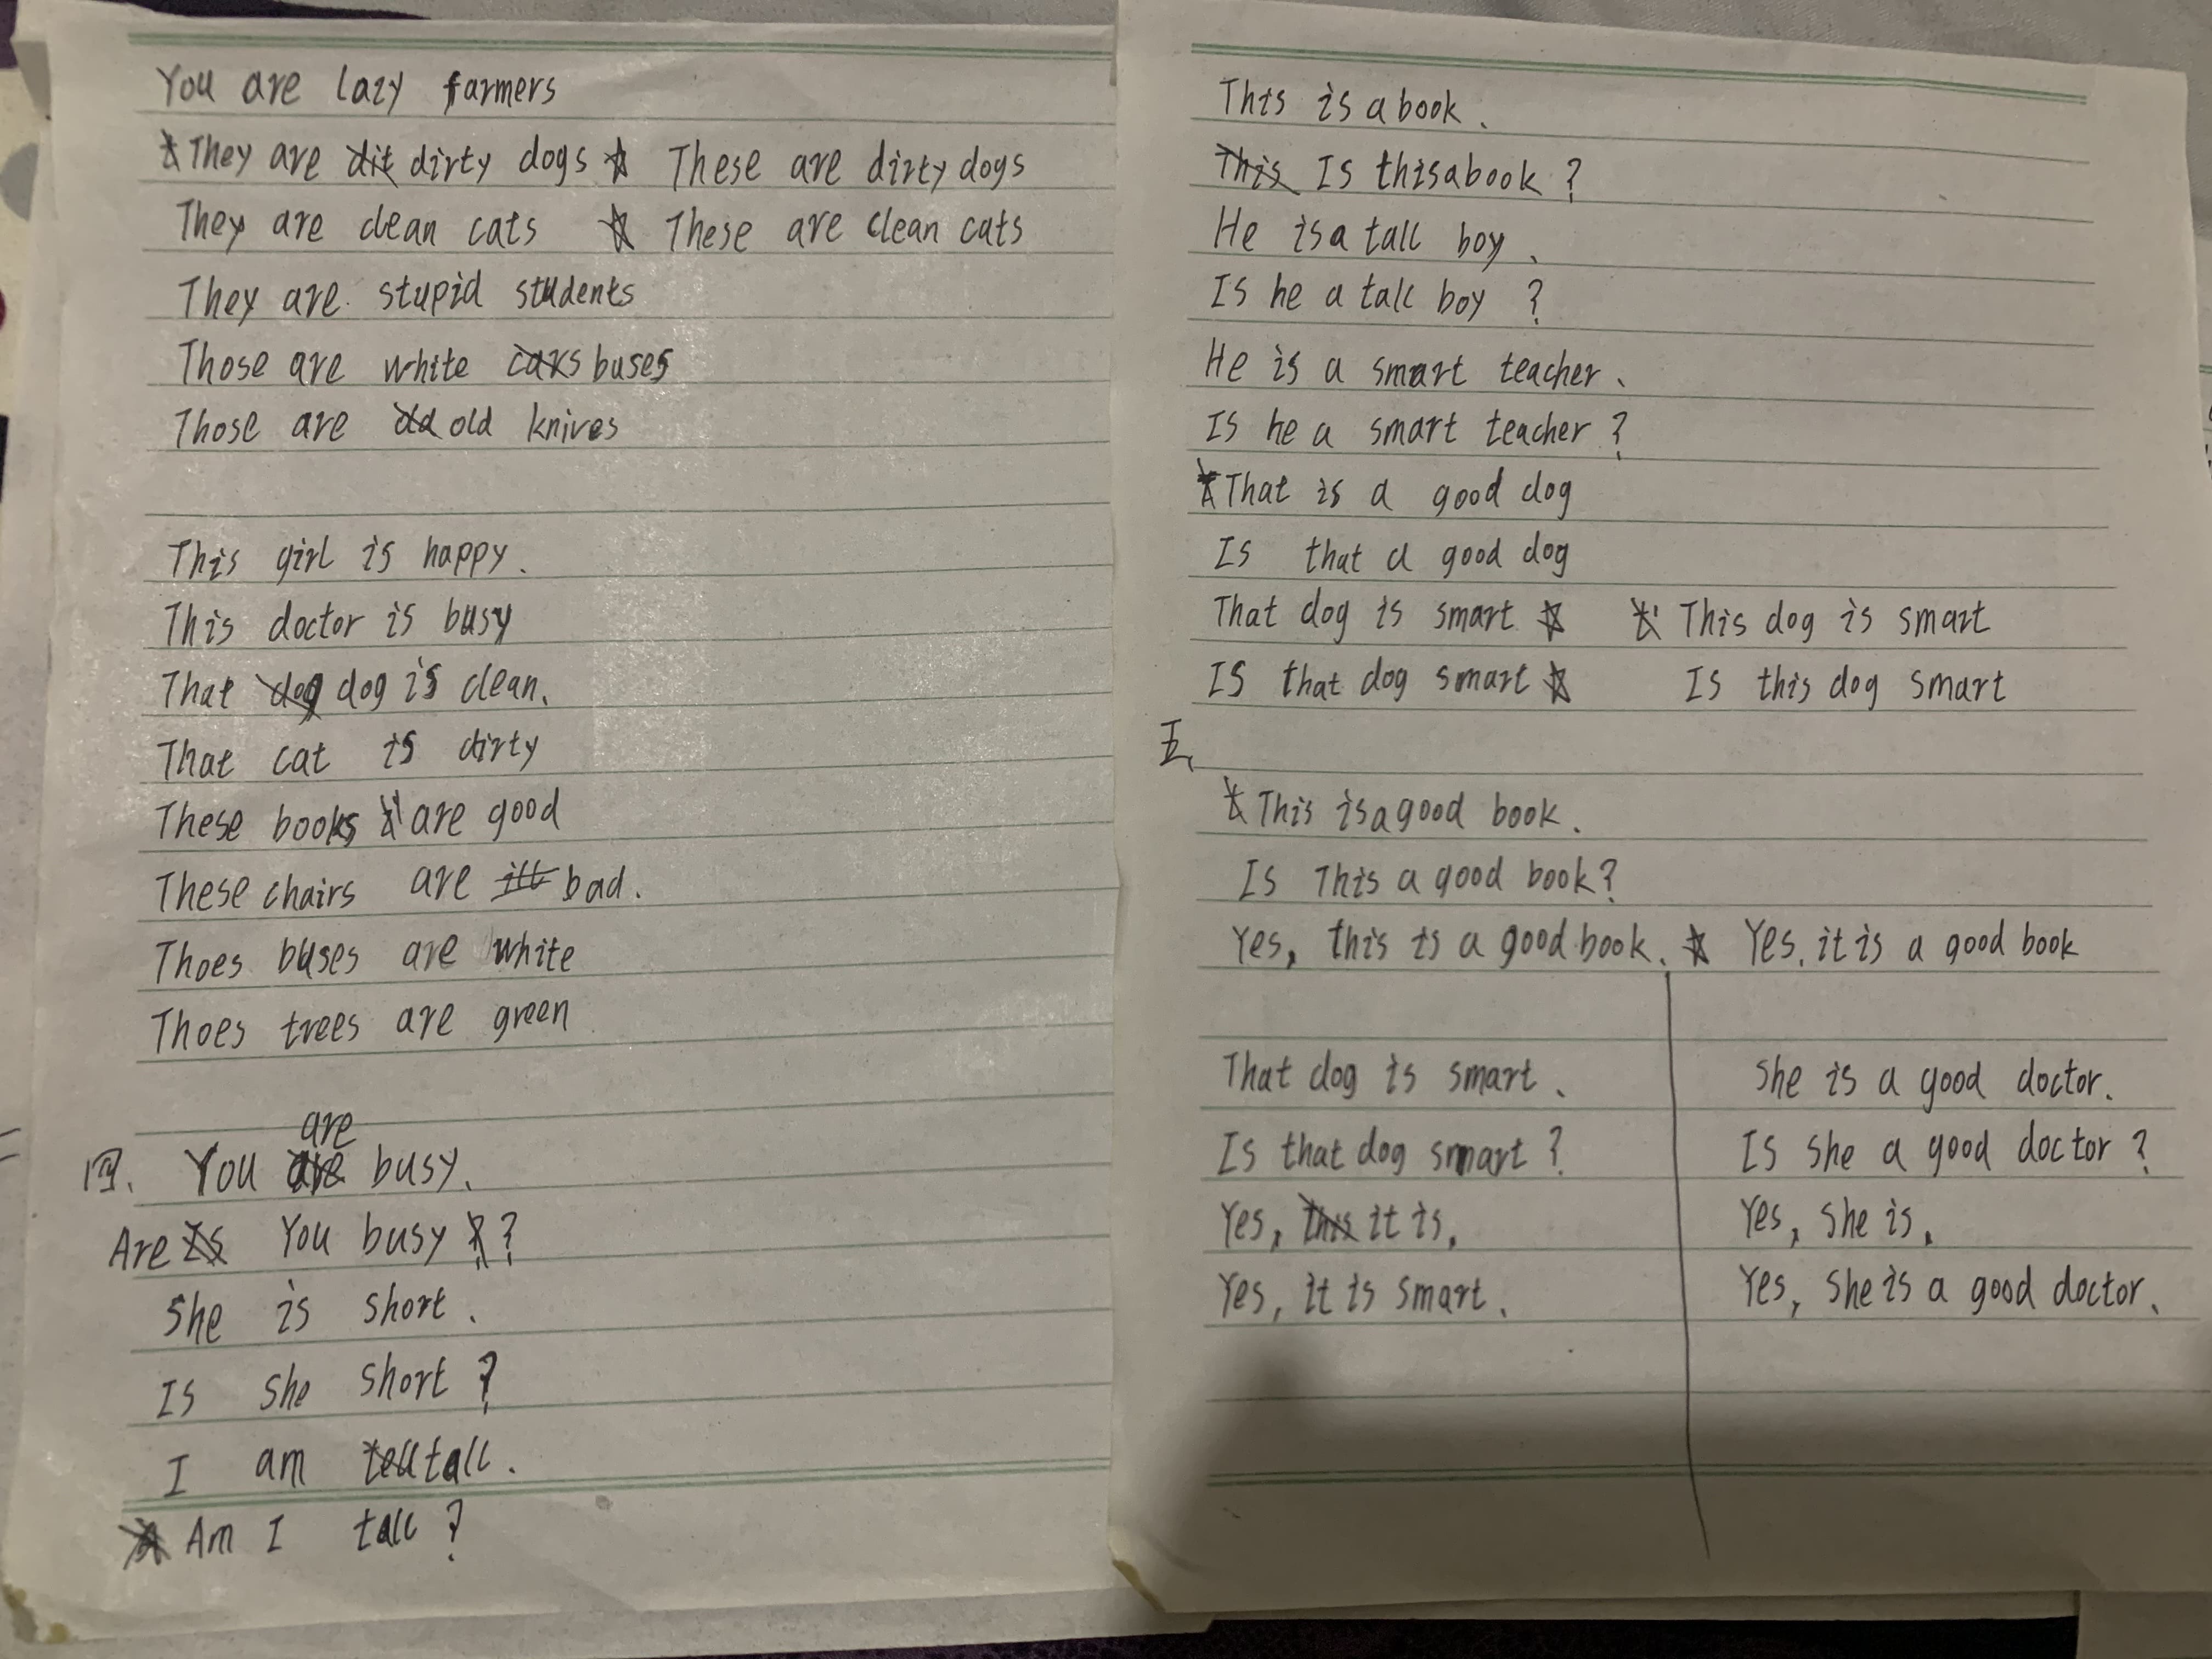 You are lazy farmers
☆They are dirty dogs ☆ These are dirty dogs
They are clean cats ☆ These are clean cats
They are stupid students
Those are white buses
Those are old knives
This girl is happy.
This doctor is busy
That dog is clean.
That cat is dirty
These books ☆ are good
These chairs are bad.
Thoes buses are white
Thoes trees are green
are
四. You busy.
Are You busy ?
She is short.
Is she short ?
I am tall.
☆ Am I tall ?
This is a book.
Is this a book ?
He is a tall boy.
Is he a tall boy ?
He is a smart teacher.
Is he a smart teacher ?
☆That is a good dog
Is that a good dog
That dog is smart ☆ ☆ This dog is smart
IS that dog smart ☆ Is this dog smart
五、
☆This is a good book.
Is This a good book?
Yes, this is a good book. ☆ Yes, it is a good book
That dog is smart.
Is that dog smart ?
Yes, it is.
Yes, it is smart.
She is a good doctor.
Is she a good doctor ?
Yes, she is.
Yes, she is a good doctor.